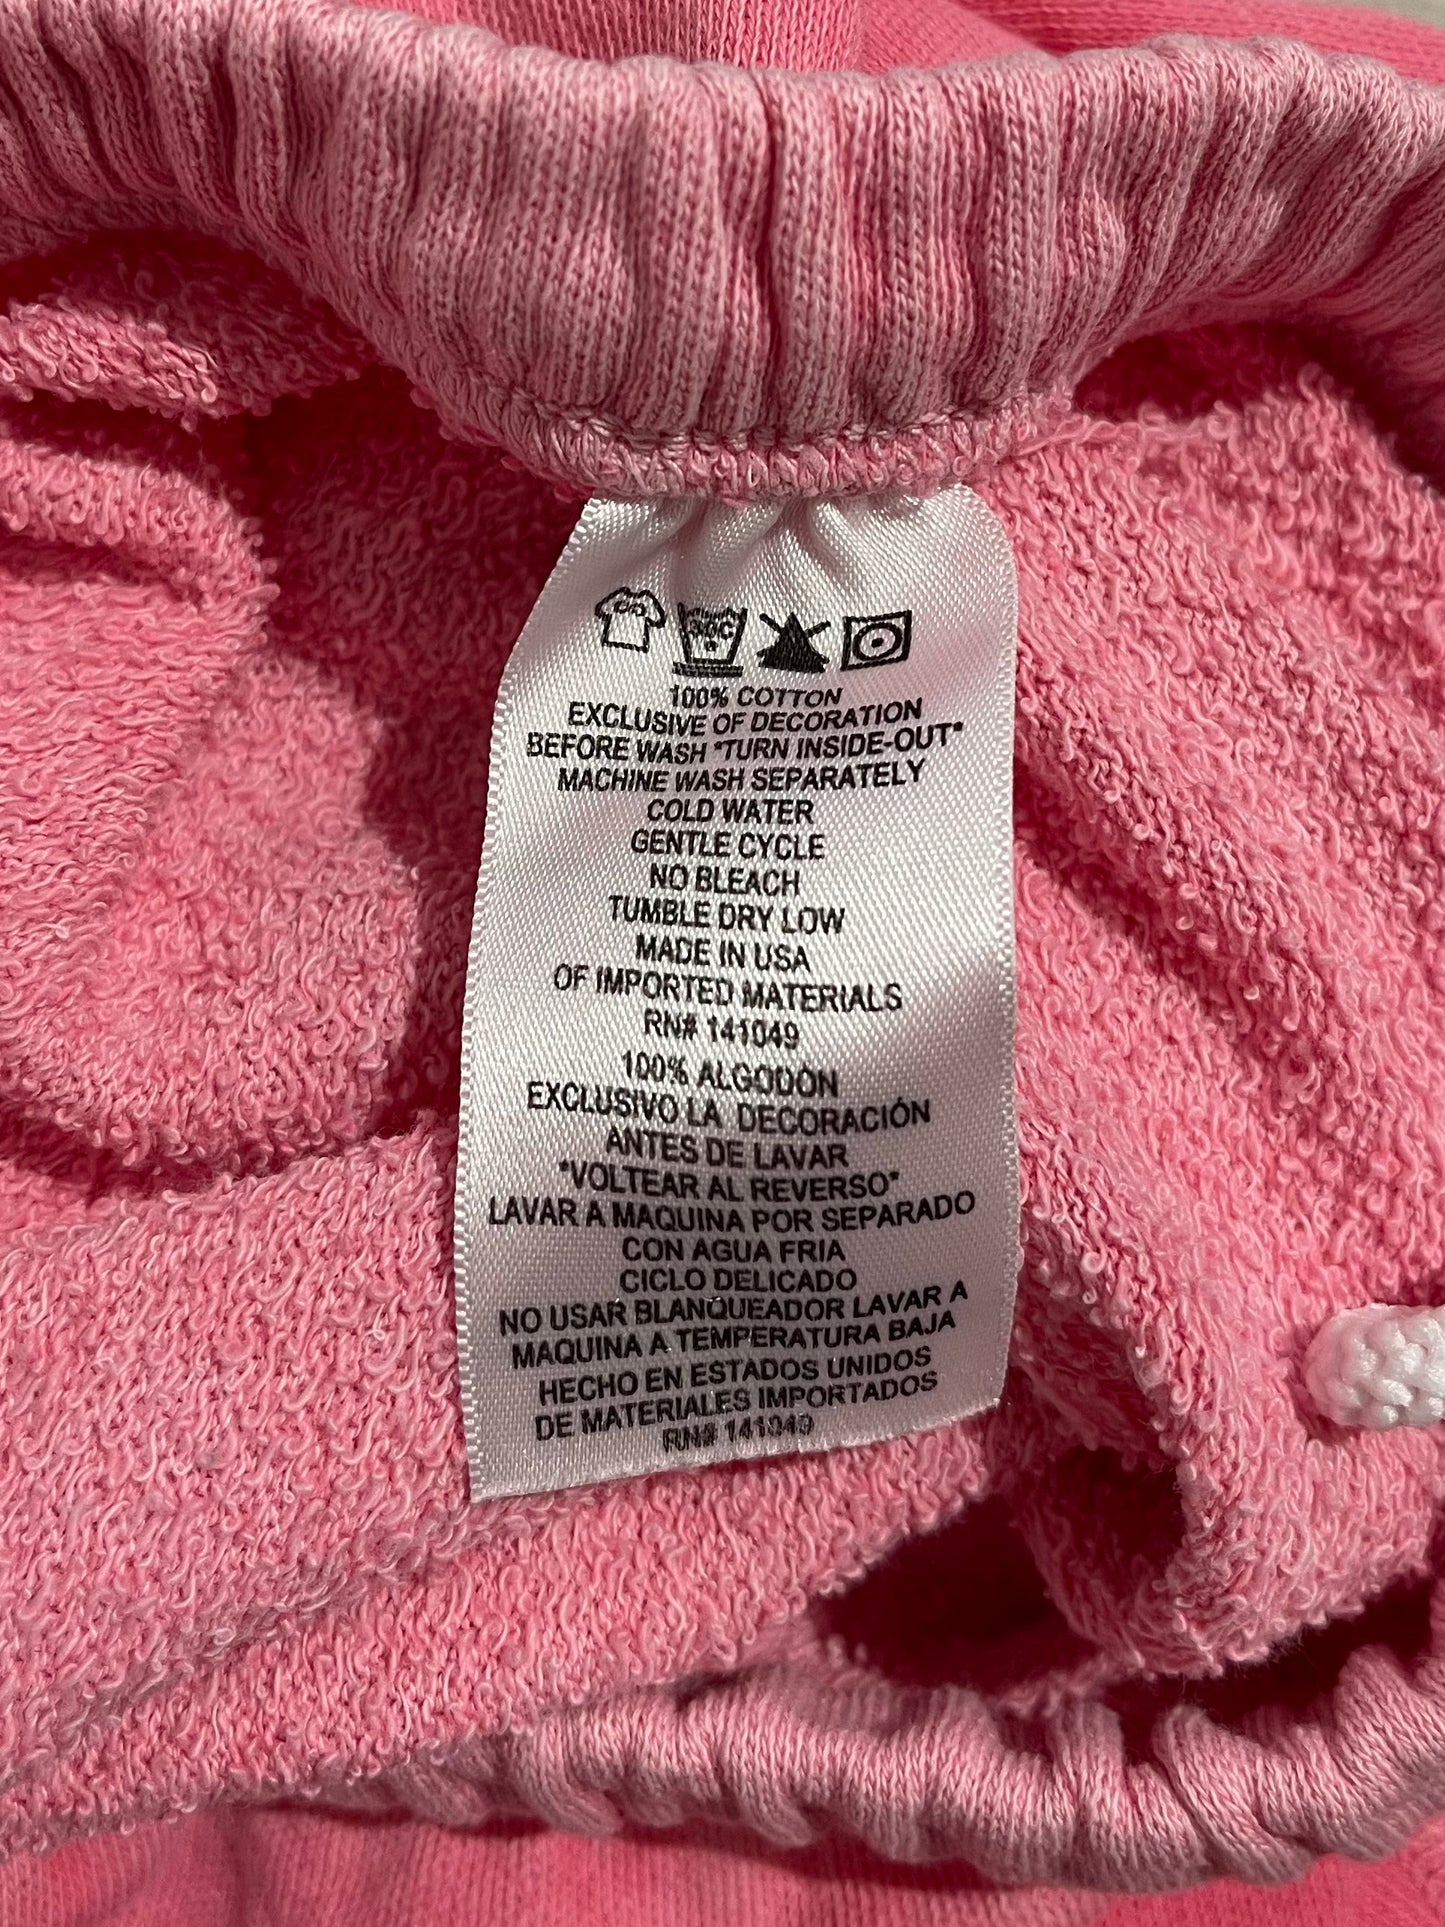 30°C
100% COTTON
EXCLUSIVE OF DECORATION
BEFORE WASH "TURN INSIDE-OUT"
MACHINE WASH SEPARATELY
COLD WATER
GENTLE CYCLE
NO BLEACH
TUMBLE DRY LOW
MADE IN USA
OF IMPORTED MATERIALS
RN# 141049
100% ALGODÓN
EXCLUSIVO LA DECORACIÓN
ANTES DE LAVAR
"VOLTEAR AL REVERSO"
LAVAR A MAQUINA POR SEPARADO
CON AGUA FRIA
CICLO DELICADO
NO USAR BLANQUEADOR LAVAR A
MAQUINA A TEMPERATURA BAJA
HECHO EN ESTADOS UNIDOS
DE MATERIALES IMPORTADOS
RN# 141049